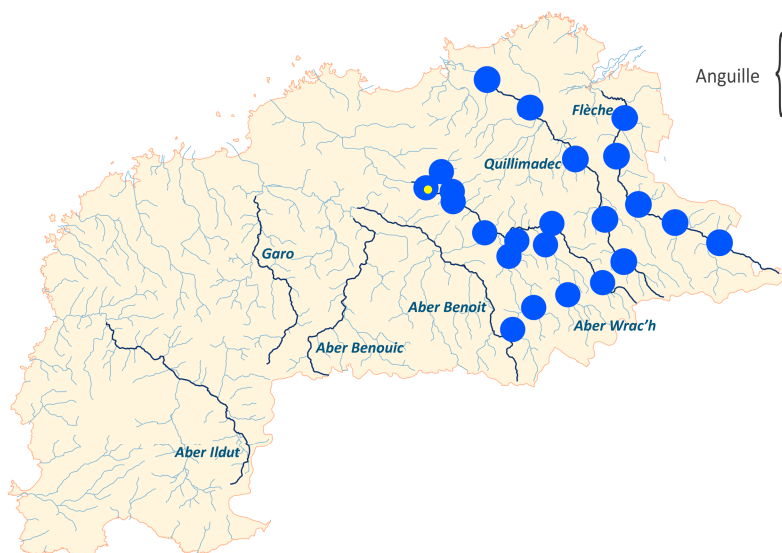 Anguille
Flèche
Quillimadec
Garo
Aber Benoit
Aber Wrac'h
Aber Benouic
Aber Ildut